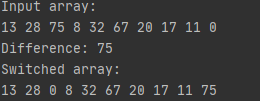 Input array:
13 28 75 8 32 67 20 17 11 0
Difference: 75
Switched array:
13 28 0 8 32 67 20 17 11 75